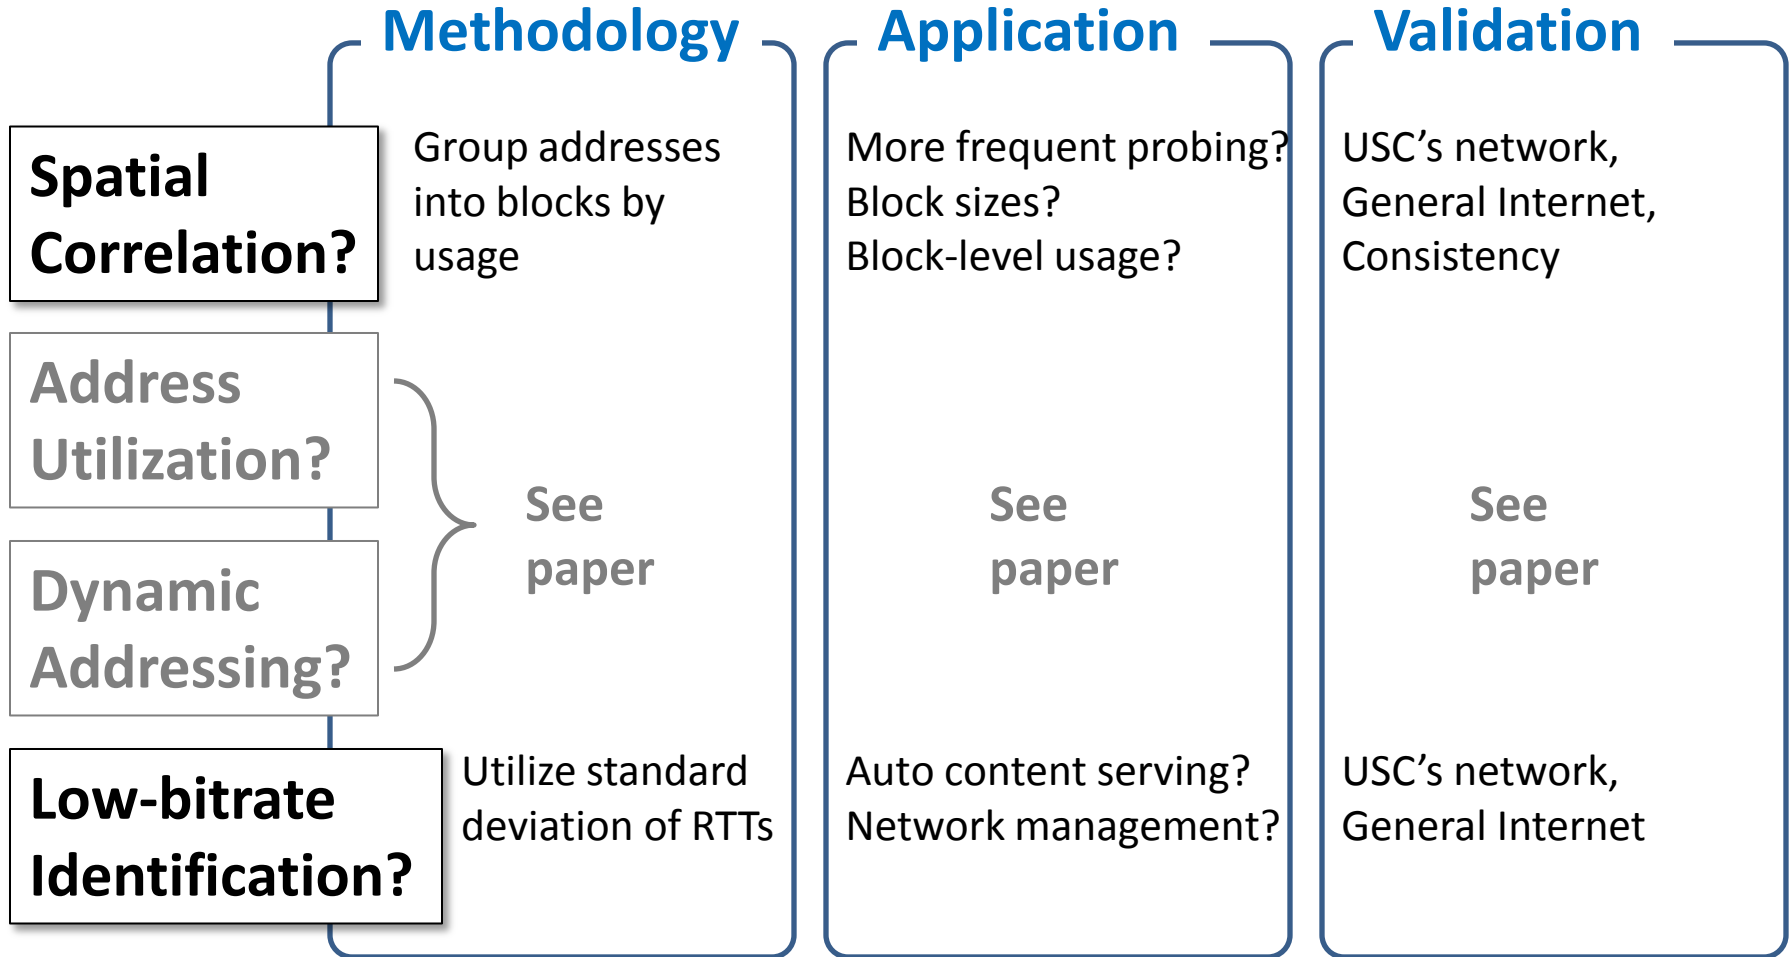 Methodology
Application
Validation
Spatial
Correlation?
Group addresses
into blocks by
usage
More frequent probing?
Block sizes?
Block-level usage?
USC’s network,
General Internet,
Consistency
Address
Utilization?
Dynamic
Addressing?
See
paper
See
paper
See
paper
Low-bitrate
Identification?
Utilize standard
deviation of RTTs
Auto content serving?
Network management?
USC’s network,
General Internet